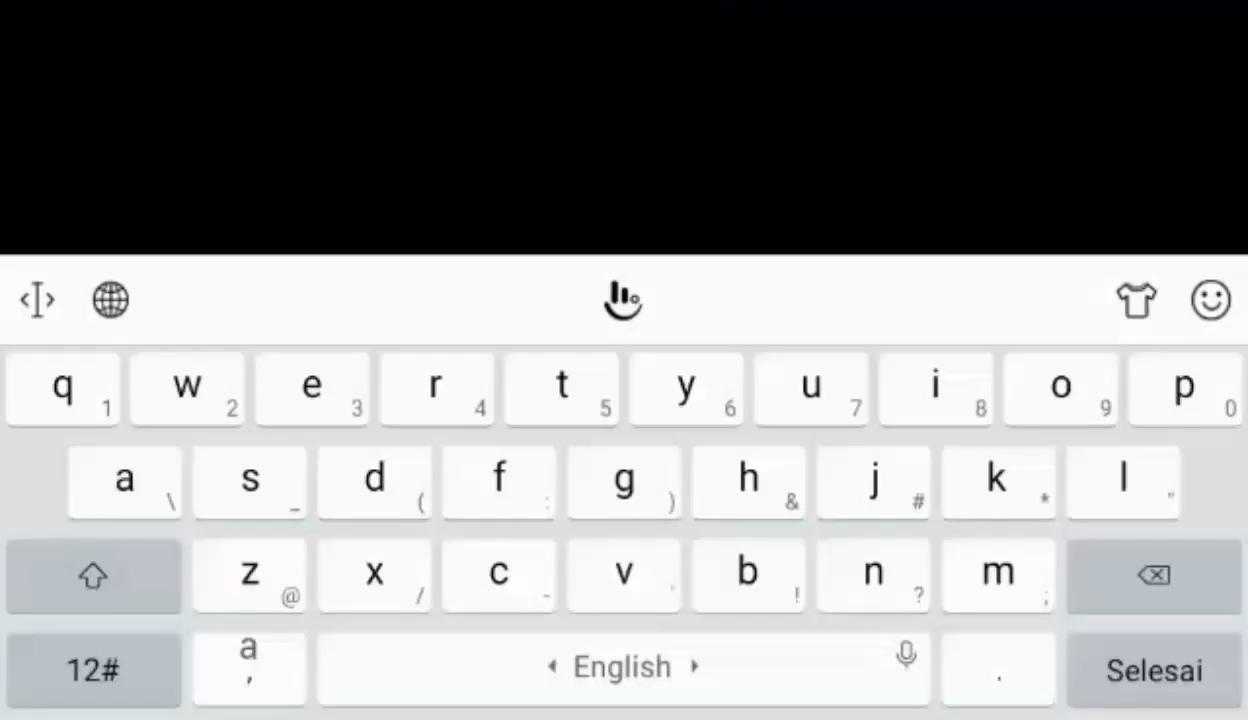 q 1 w 2 e 3 r 4 t 5 y 6 u 7 i 8 o 9 p 0
a \ s _ d ( f : g ) h & j # k * l "
z @ x / c - v ' b ! n ? m ;
12# a , English . Selesai